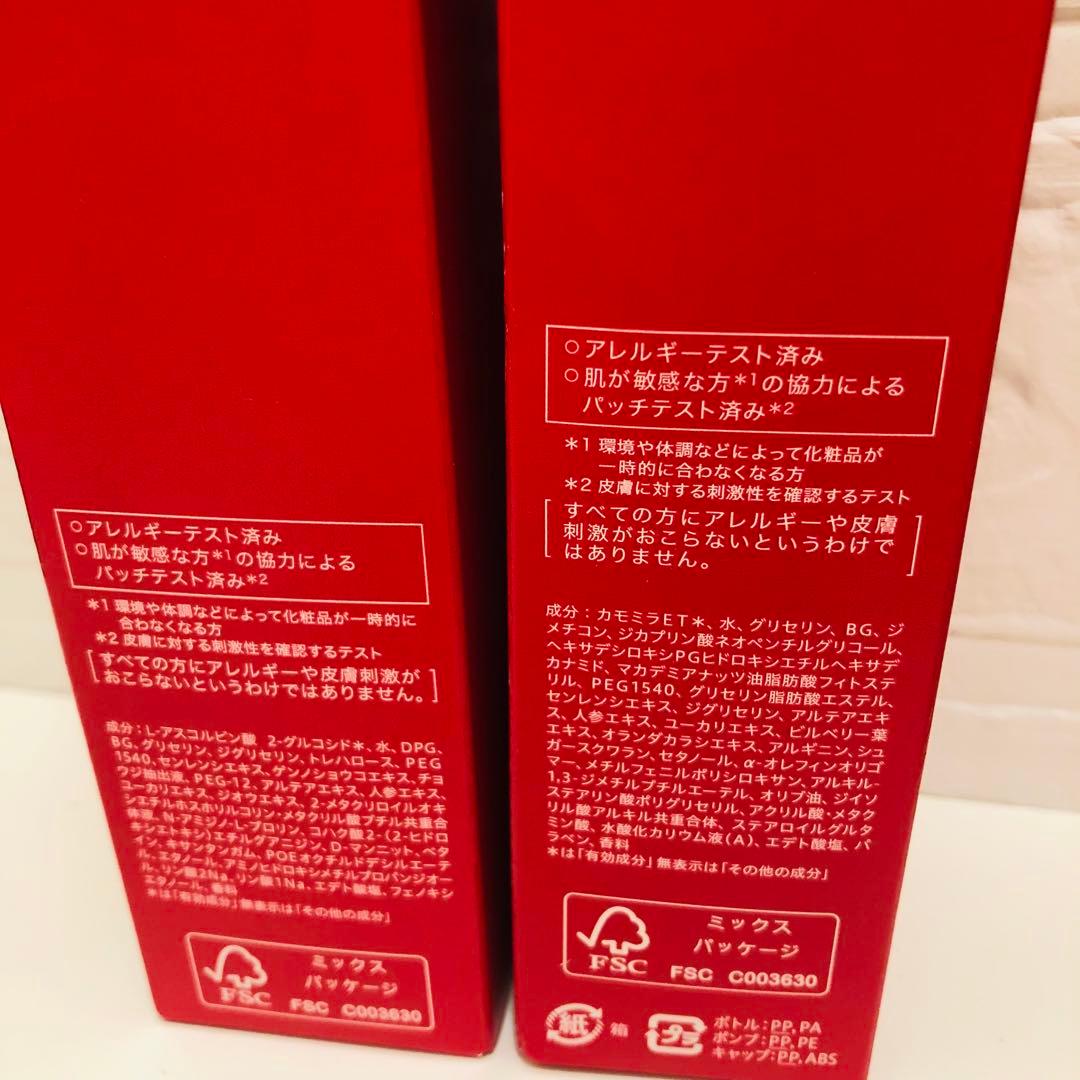 ○アレルギーテスト済み
○肌が敏感な方*1の協力による
パッチテスト済み*2
*1 環境や体調などによって化粧品が一時的に
合わなくなる方
*2 皮膚に対する刺激性を確認するテスト
すべての方にアレルギーや皮膚刺激が
おこらないというわけではありません。
成分：L-アスコルビン酸 2-グルコシド*、水、DPG、
BG、グリセリン、ジグリセリン、トレハロース、PEG
1540、センレンシエキス、ゲンノショウコエキス、チョ
ウジ抽出液、PEG-12、アルテアエキス、人参エキス、
ユーカリエキス、ジオウエキス、2-メタクリロイルオキ
シエチルホスホリルコリン・メタクリル酸ブチル共重合
体液、N-アミジノ-L-プロリン、コハク酸、2-(2-ヒドロ
キシエトキシ)エチルグアニジン、D-マンニット、ベタ
イン、キサンタンガム、POEオクチルドデシルエーテ
ル、エタノール、アミノヒドロキシメチルプロパンジオー
ル、リン酸2Na、リン酸1Na、エデト酸塩、フェノキシ
エタノール、香料
*は「有効成分」無表示は「その他の成分」
FSC
ミックス
パッケージ
FSC C003630
○アレルギーテスト済み
○肌が敏感な方*1の協力による
パッチテスト済み*2
*1 環境や体調などによって化粧品が
一時的に合わなくなる方
*2 皮膚に対する刺激性を確認するテスト
すべての方にアレルギーや皮膚
刺激がおこらないというわけで
はありません。
成分：カモミラET*、水、グリセリン、BG、ジ
メチコン、ジカプリン酸ネオペンチルグリコール、
ヘキサデシロキシPGヒドロキシエチルヘキサデ
カナミド、マカデミアナッツ油脂肪酸フィトステ
リル、PEG1540、グリセリン脂肪酸エステル、
センレンシエキス、ジグリセリン、アルテアエキ
ス、人参エキス、ユーカリエキス、ビルベリー葉
エキス、オランダカラシエキス、アルギニン、シュ
ガースクワラン、セタノール、α-オレフィンオリゴ
マー、メチルフェニルポリシロキサン、アルキル-
1,3-ジメチルブチルエーテル、オリブ油、ジイソ
ステアリン酸ポリグリセリル、アクリル酸・メタク
リル酸アルキル共重合体、ステアロイルグルタ
ミン酸、水酸化カリウム液(A)、エデト酸塩、パ
ラベン、香料
*は「有効成分」無表示は「その他の成分」
FSC
ミックス
パッケージ
FSC C003630
紙 箱
プラ
ボトル：PP, PA
ポンプ：PP, PE
キャップ：PP, ABS